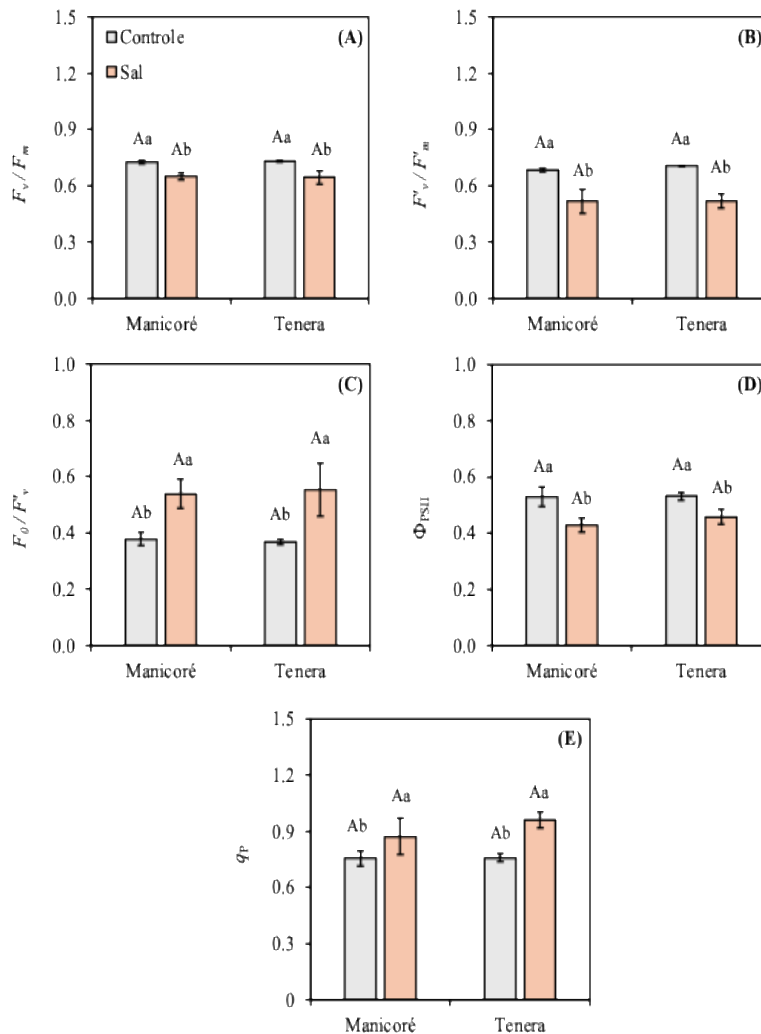 1.5
1.2
0.9
0.6
0.3
0.0
Fv / Fm
Controle
Sal
(A)
Aa
Ab
Aa
Ab
Manicoré
Tenera
1.5
1.2
0.9
0.6
0.3
0.0
F'v / F'm
(B)
Aa
Ab
Aa
Ab
Manicoré
Tenera
1.0
0.8
0.6
0.4
0.2
0.0
F0 / F'v
(C)
Ab
Aa
Ab
Aa
Manicoré
Tenera
1.0
0.8
0.6
0.4
0.2
0.0
ΦPSII
(D)
Aa
Ab
Aa
Ab
Manicoré
Tenera
1.5
1.2
0.9
0.6
0.3
0
qP
(E)
Ab
Aa
Ab
Aa
Manicoré
Tenera